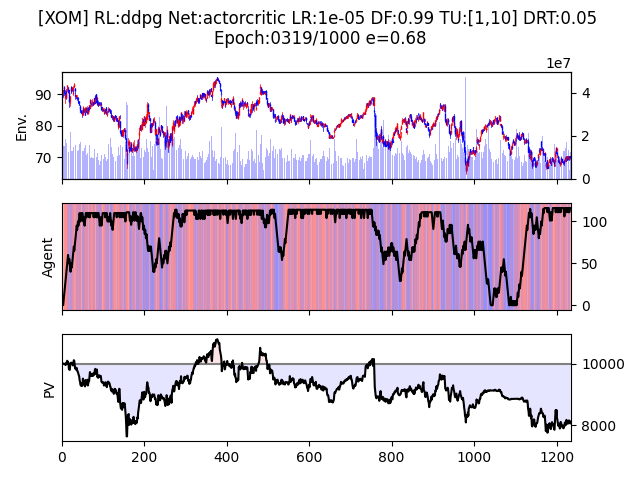 [XOM] RL:ddpg Net:actorcritic LR:1e-05 DF:0.99 TU:[1,10] DRT:0.05
Epoch:0319/1000 e=0.68
1e7
Env.
90
80
70
4
2
0
Agent
100
50
0
PV
10000
8000
0 200 400 600 800 1000 1200